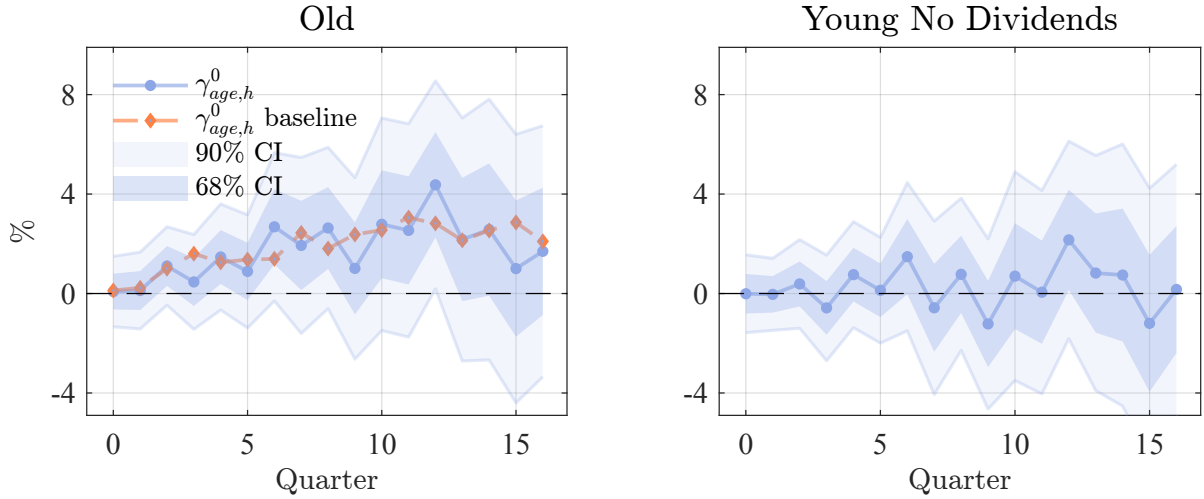 Old
Young No Dividends
%
8
4
0
-4
γ⁰age,h
γ⁰age,h baseline
90% CI
68% CI
0
5
10
15
Quarter
8
4
0
-4
0
5
10
15
Quarter